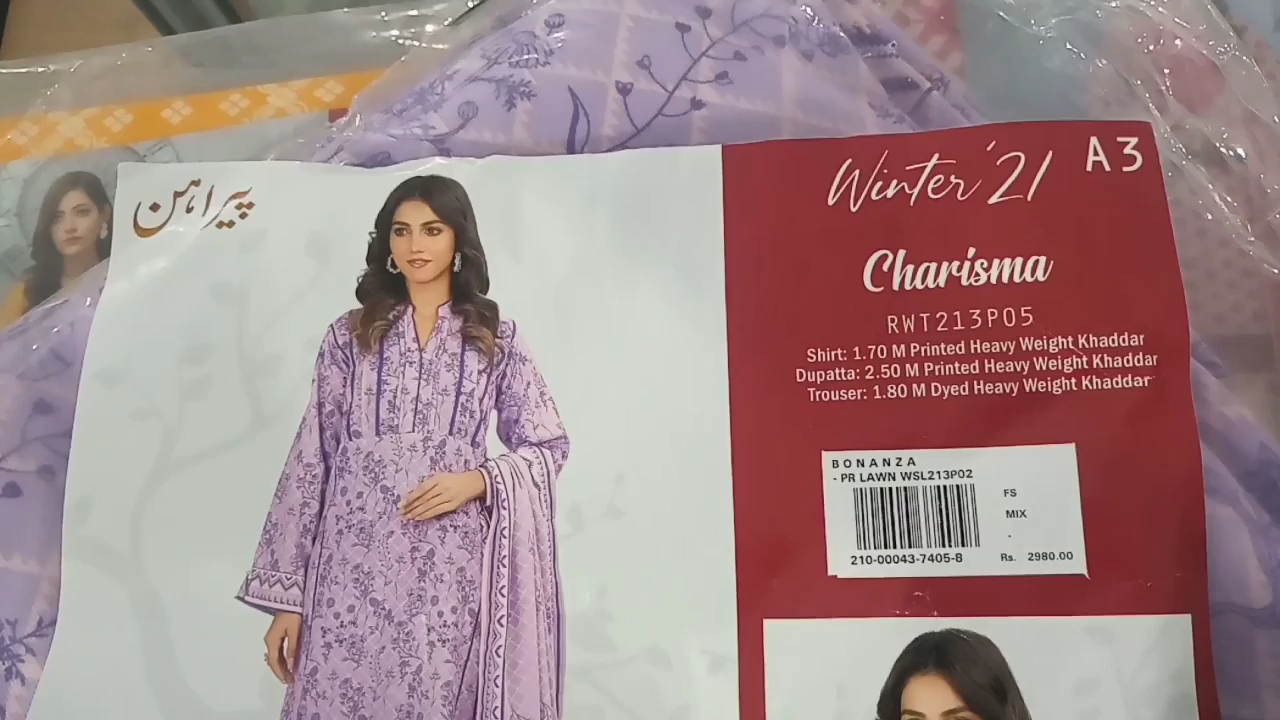 پیراہن
Winter '21
A3
Charisma
RWT213P05
Shirt: 1.70 M Printed Heavy Weight Khaddar
Dupatta: 2.50 M Printed Heavy Weight Khaddar
Trouser: 1.80 M Dyed Heavy Weight Khaddar
BONANZA
- PR LAWN WSL213P02
FS
MIX
.
210-00043-7405-8
Rs. 2980.00